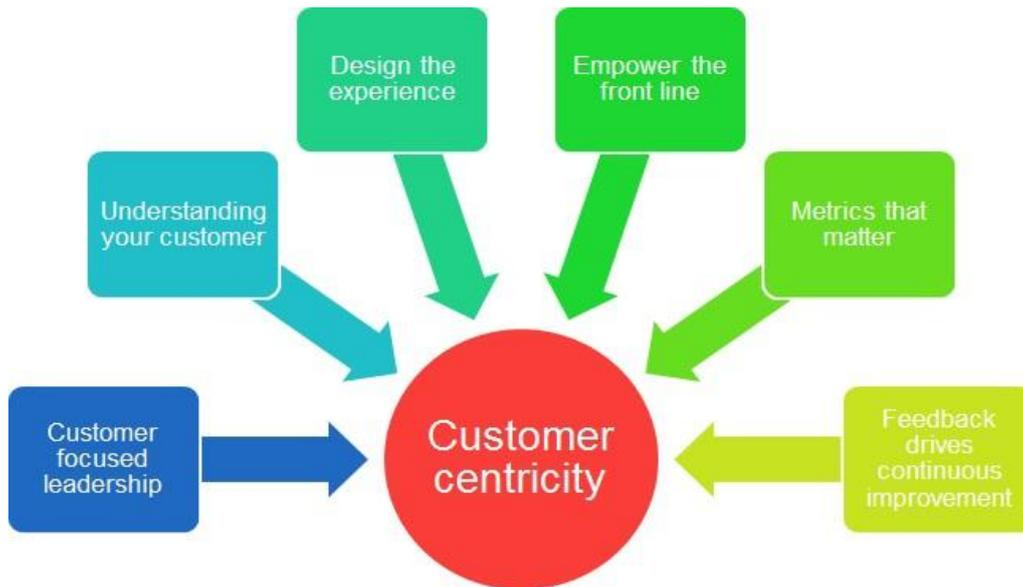 Design the
experience
Empower the
front line
Understanding
your customer
Metrics that
matter
Customer
focused
leadership
Customer
centricity
Feedback
drives
continuous
improvement